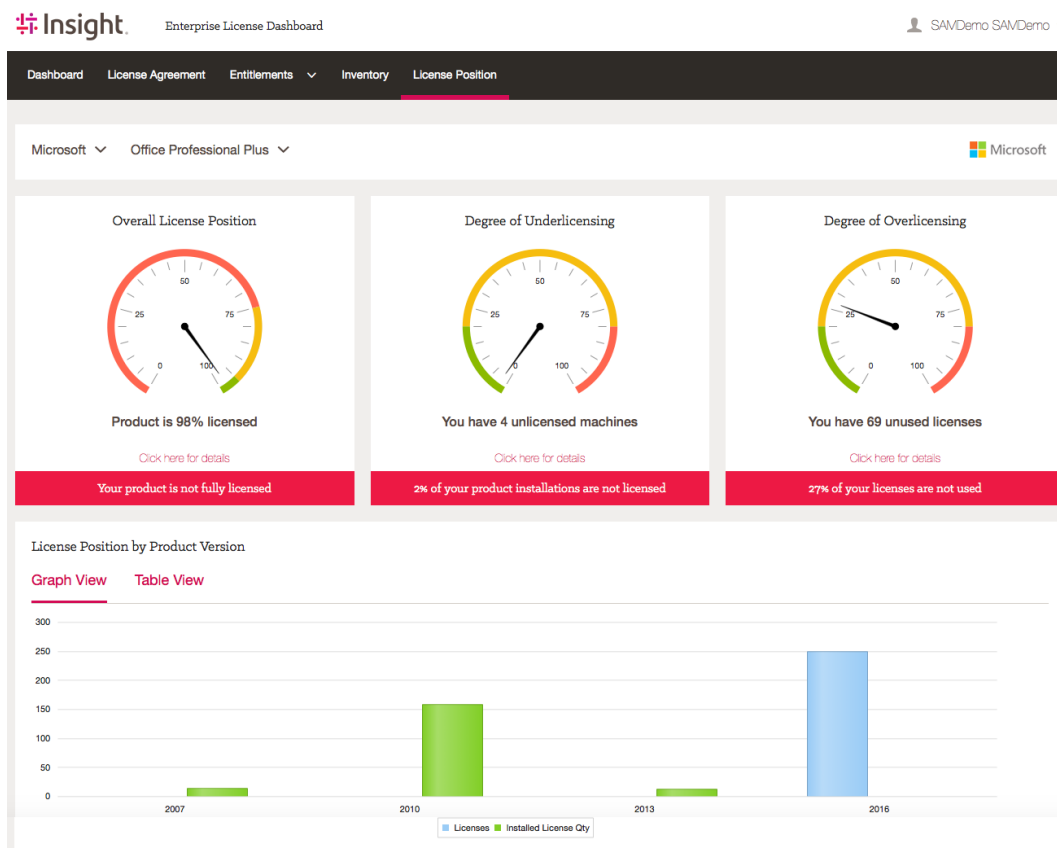 Insight.
Enterprise License Dashboard
SAMDemo SAMDemo
Dashboard License Agreement Entitlements Inventory License Position
Microsoft Office Professional Plus
Microsoft
Overall License Position
0 25 50 75 100
Product is 98% licensed
Click here for details
Your product is not fully licensed
Degree of Underlicensing
0 25 50 75 100
You have 4 unlicensed machines
Click here for details
2% of your product installations are not licensed
Degree of Overlicensing
0 25 50 75 100
You have 69 unused licenses
Click here for details
27% of your licenses are not used
License Position by Product Version
Graph View Table View
300
250
200
150
100
50
0
2007 2010 2013 2016
Licenses Installed License Qty